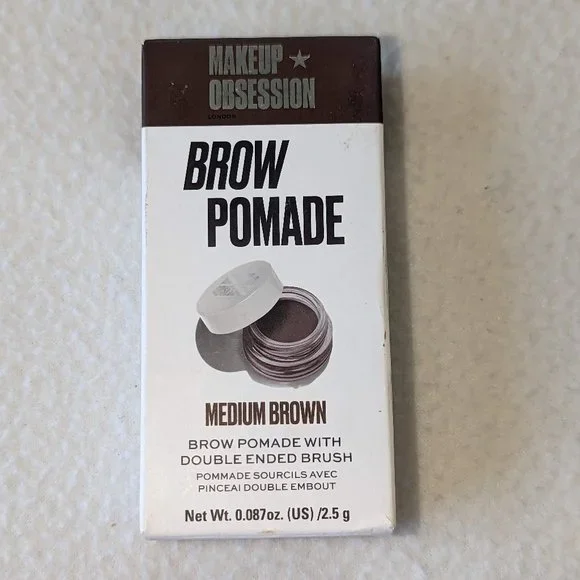 MAKEUP ★
OBSESSION
LONDON
BROW
POMADE
MEDIUM BROWN
BROW POMADE WITH
DOUBLE ENDED BRUSH
POMMADE SOURCILS AVEC
PINCEAI DOUBLE EMBOUT
Net Wt. 0.087oz. (US) /2.5 g